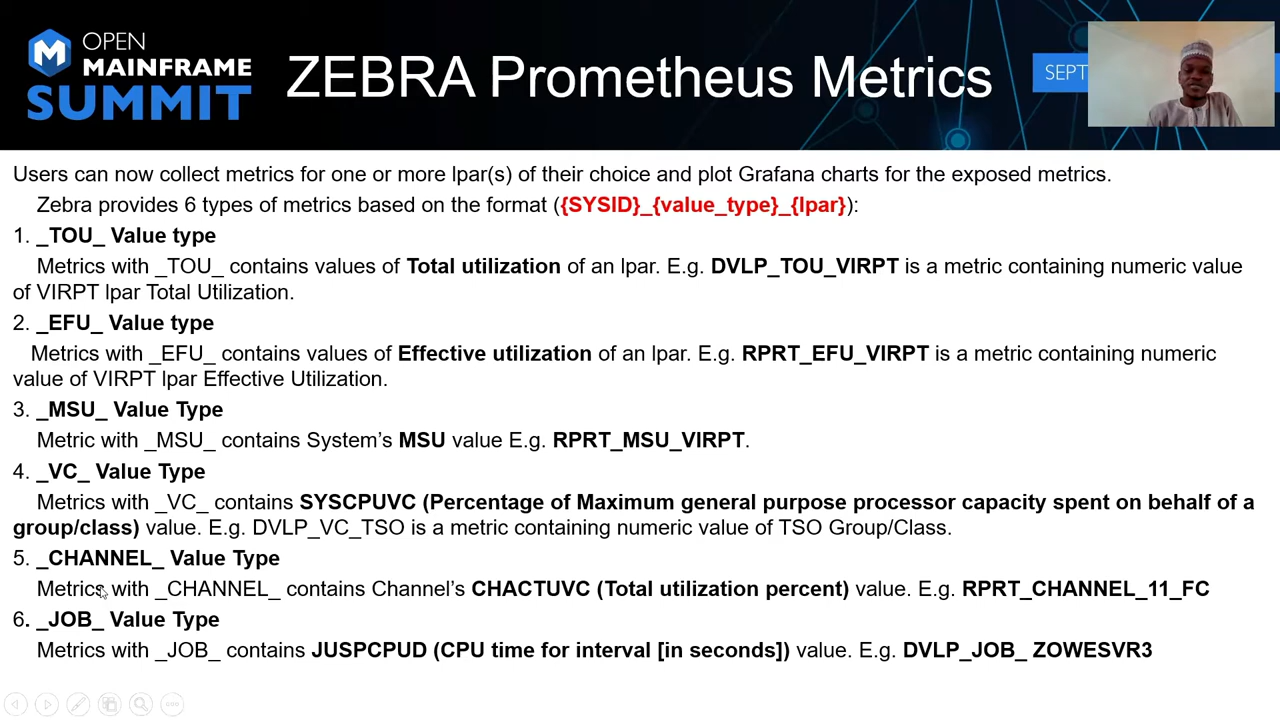 OPEN
MAINFRAME
SUMMIT
ZEBRA Prometheus Metrics
SEPT
Users can now collect metrics for one or more lpar(s) of their choice and plot Grafana charts for the exposed metrics.
Zebra provides 6 types of metrics based on the format ({SYSID}_{value_type}_{lpar}):
1. _TOU_ Value type
Metrics with _TOU_ contains values of Total utilization of an lpar. E.g. DVLP_TOU_VIRPT is a metric containing numeric value
of VIRPT lpar Total Utilization.
2. _EFU_ Value type
Metrics with _EFU_ contains values of Effective utilization of an lpar. E.g. RPRT_EFU_VIRPT is a metric containing numeric
value of VIRPT lpar Effective Utilization.
3. _MSU_ Value Type
Metric with _MSU_ contains System's MSU value E.g. RPRT_MSU_VIRPT.
4. _VC_ Value Type
Metrics with _VC_ contains SYSCPUVC (Percentage of Maximum general purpose processor capacity spent on behalf of a
group/class) value. E.g. DVLP_VC_TSO is a metric containing numeric value of TSO Group/Class.
5. _CHANNEL_ Value Type
Metrics with _CHANNEL_ contains Channel's CHACTUVC (Total utilization percent) value. E.g. RPRT_CHANNEL_11_FC
6. _JOB_ Value Type
Metrics with _JOB_ contains JUSPCPUD (CPU time for interval [in seconds]) value. E.g. DVLP_JOB_ ZOWESVR3